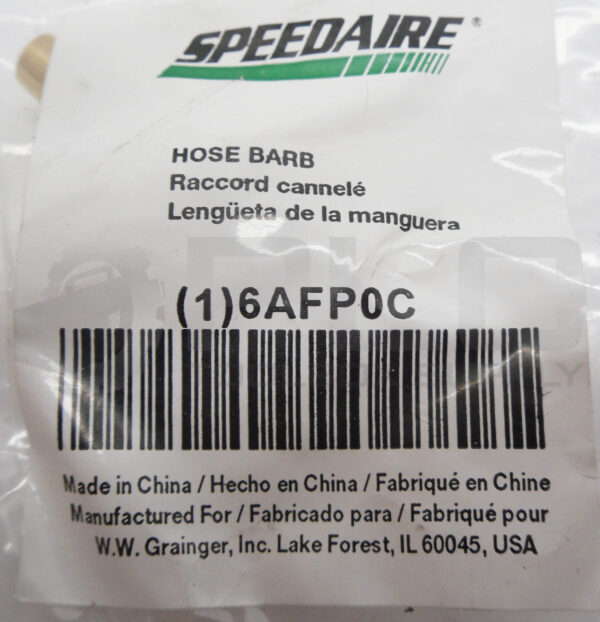 SPEEDAIRE®
HOSE BARB
Raccord cannelé
Lengüeta de la manguera
(1)6AFP0C
Made in China / Hecho en China / Fabriqué en Chine
Manufactured For / Fabricado para / Fabriqué pour
W.W. Grainger, Inc. Lake Forest, IL 60045, USA